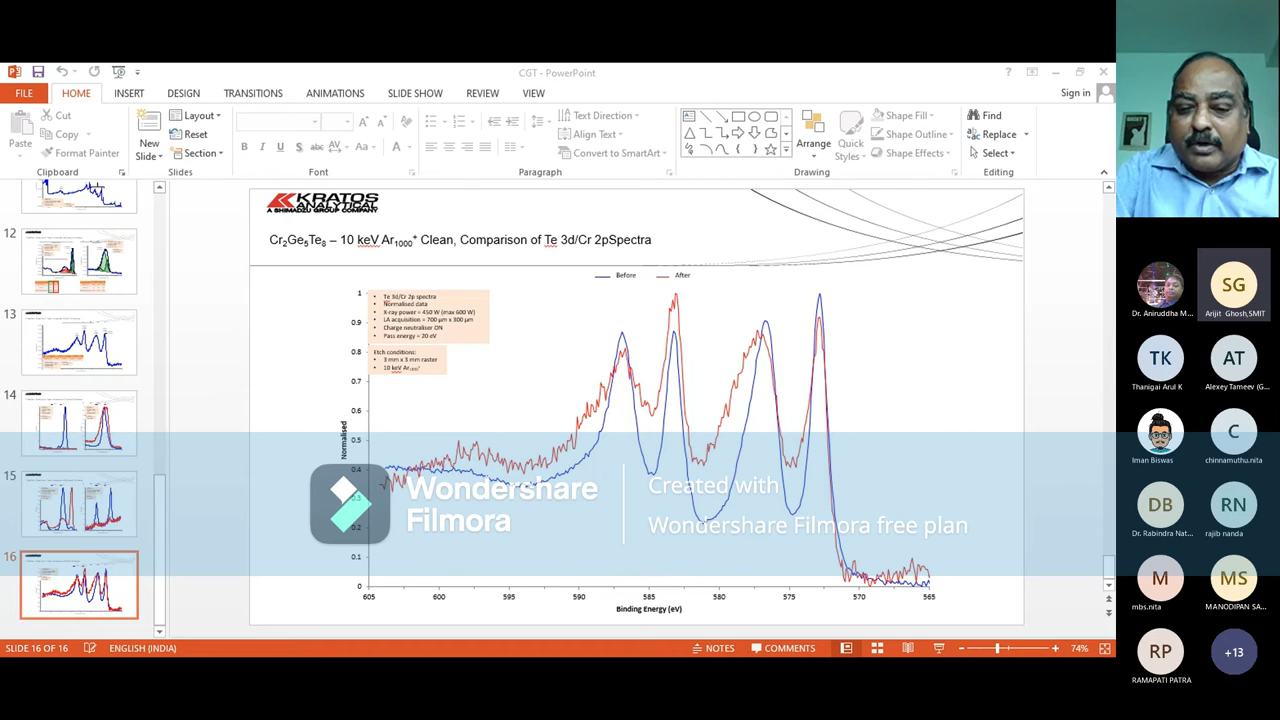 CGT - PowerPoint
FILE HOME INSERT DESIGN TRANSITIONS ANIMATIONS SLIDE SHOW REVIEW VIEW Sign in
Paste
Cut
Copy
Format Painter
Clipboard
New
Slide
Layout
Reset
Section
Slides
Font
Text Direction
Align Text
Convert to SmartArt
Paragraph
Arrange
Quick
Styles
Shape Fill
Shape Outline
Shape Effects
Drawing
Find
Replace
Select
Editing
12
13
14
15
16
KRATOS
ANALYTICAL
A SHIMADZU GROUP COMPANY
Cr2Ge5Te8 – 10 keV Ar1000+ Clean, Comparison of Te 3d/Cr 2pSpectra
Before After
• Te 3d/Cr 2p spectra
• Normalised data
• X-ray power = 450 W (max 600 W)
• LA acquisition = 700 µm x 300 µm
• Charge neutraliser ON
• Pass energy = 20 eV
Etch conditions:
• 3 mm x 3 mm raster
• 10 keV Ar1000+
Normalised
1
0.9
0.8
0.7
0.6
0.5
0.4
0.3
0.2
0.1
0
605 600 595 590 585 580 575 570 565
Binding Energy (eV)
Wondershare
Filmora
Created with
Wondershare Filmora free plan
SLIDE 16 OF 16 ENGLISH (INDIA) NOTES COMMENTS 74%
Dr. Aniruddha M...
SG
Arijit Ghosh,SMIT
TK
Thanigai Arul K
AT
Alexey Tameev (G...
Iman Biswas
C
chinnamuthu.nita
DB
Dr. Rabindra Nat...
RN
rajib nanda
M
mbs.nita
MS
MANODIPAN SA...
RP
RAMAPATI PATRA
+13